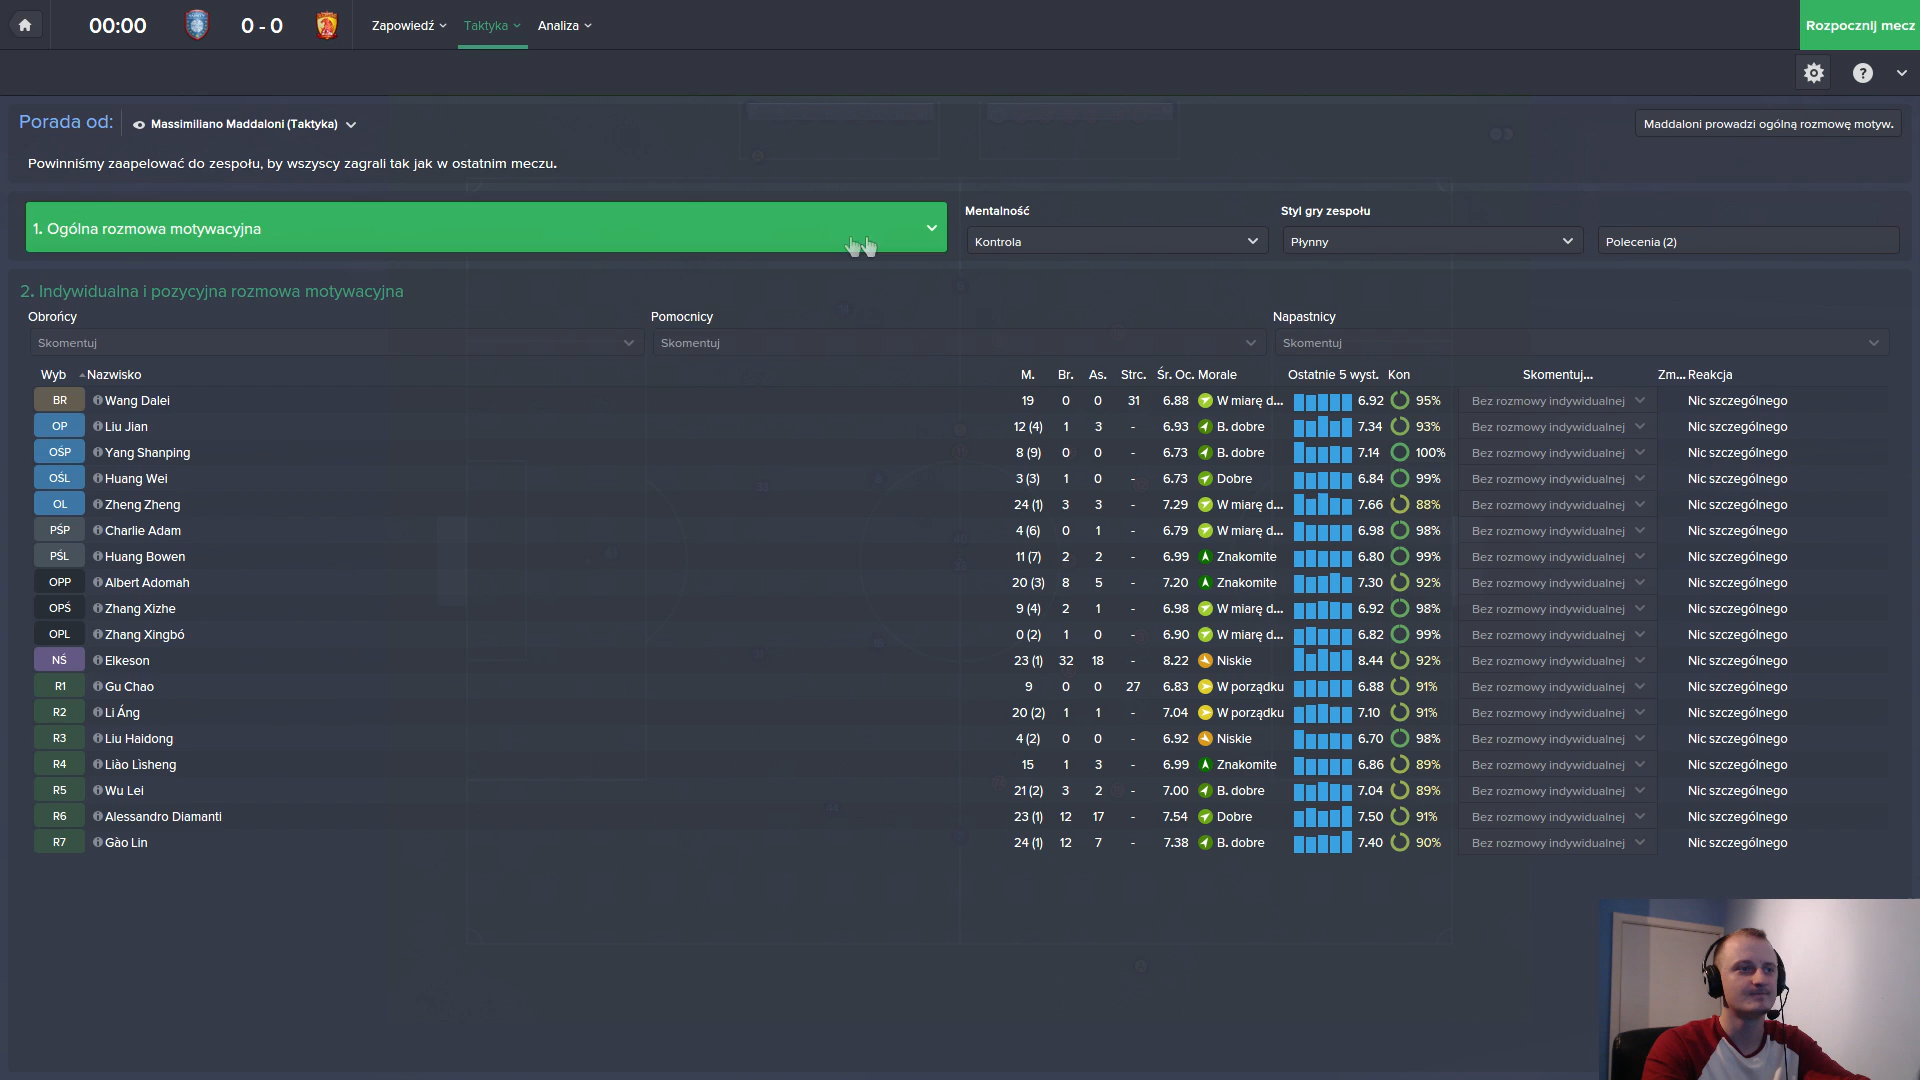 00:00 0 - 0 Zapowiedź Taktyka Analiza Rozpocznij mecz
Porada od: Massimiliano Maddaloni (Taktyka) Maddaloni prowadzi ogólną rozmowę motyw.
Powinniśmy zaapelować do zespołu, by wszyscy zagrali tak jak w ostatnim meczu.
1. Ogólna rozmowa motywacyjna
Mentalność Styl gry zespołu
Kontrola Płynny Polecenia (2)
2. Indywidualna i pozycyjna rozmowa motywacyjna
Obrońcy Pomocnicy Napastnicy
Skomentuj Skomentuj Skomentuj
Wyb Nazwisko M. Br. As. Strc. Śr. Oc. Morale Ostatnie 5 wyst. Kon Skomentuj... Zm... Reakcja
BR Wang Dalei 19 0 0 31 6.88 W miarę d... 6.92 95% Bez rozmowy indywidualnej Nic szczególnego
OP Liu Jian 12 (4) 1 3 - 6.93 B. dobre 7.34 93% Bez rozmowy indywidualnej Nic szczególnego
OŚP Yang Shanping 8 (9) 0 0 - 6.73 B. dobre 7.14 100% Bez rozmowy indywidualnej Nic szczególnego
OŚL Huang Wei 3 (3) 1 0 - 6.73 Dobre 6.84 99% Bez rozmowy indywidualnej Nic szczególnego
OL Zheng Zheng 24 (1) 3 3 - 7.29 W miarę d... 7.66 88% Bez rozmowy indywidualnej Nic szczególnego
PŚP Charlie Adam 4 (6) 0 1 - 6.79 W miarę d... 6.98 98% Bez rozmowy indywidualnej Nic szczególnego
PŚL Huang Bowen 11 (7) 2 2 - 6.99 Znakomite 6.80 99% Bez rozmowy indywidualnej Nic szczególnego
OPP Albert Adomah 20 (3) 8 5 - 7.20 Znakomite 7.30 92% Bez rozmowy indywidualnej Nic szczególnego
OPŚ Zhang Xizhe 9 (4) 2 1 - 6.98 W miarę d... 6.92 98% Bez rozmowy indywidualnej Nic szczególnego
OPL Zhang Xingbó 0 (2) 1 0 - 6.90 W miarę d... 6.82 99% Bez rozmowy indywidualnej Nic szczególnego
NŚ Elkeson 23 (1) 32 18 - 8.22 Niskie 8.44 92% Bez rozmowy indywidualnej Nic szczególnego
R1 Gu Chao 9 0 0 27 6.83 W porządku 6.88 91% Bez rozmowy indywidualnej Nic szczególnego
R2 Li Áng 20 (2) 1 1 - 7.04 W porządku 7.10 91% Bez rozmowy indywidualnej Nic szczególnego
R3 Liu Haidong 4 (2) 0 0 - 6.92 Niskie 6.70 98% Bez rozmowy indywidualnej Nic szczególnego
R4 Liào Lìsheng 15 1 3 - 6.99 Znakomite 6.86 89% Bez rozmowy indywidualnej Nic szczególnego
R5 Wu Lei 21 (2) 3 2 - 7.00 B. dobre 7.04 89% Bez rozmowy indywidualnej Nic szczególnego
R6 Alessandro Diamanti 23 (1) 12 17 - 7.54 Dobre 7.50 91% Bez rozmowy indywidualnej Nic szczególnego
R7 Gào Lin 24 (1) 12 7 - 7.38 B. dobre 7.40 90% Bez rozmowy indywidualnej Nic szczególnego